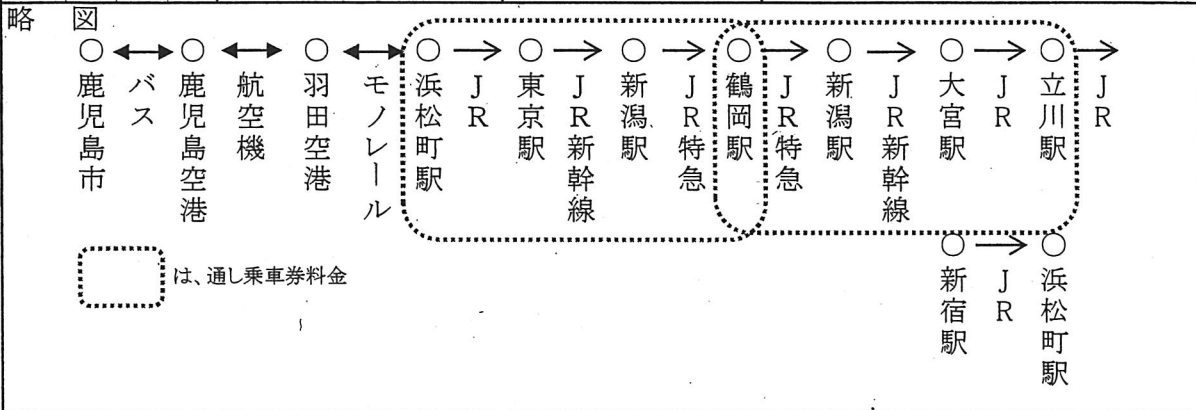 略図
○ ↔ ○ ↔ ○ ↔ ○ → ○ → ○ → ○ → ○ → ○ → ○ →
鹿児島市
バス
鹿児島空港
航空機
羽田空港
モノレール
浜松町駅
JR
東京駅
JR新幹線
新潟駅
JR特急
鶴岡駅
JR特急
新潟駅
JR新幹線
大宮駅
JR
立川駅
JR
○ → ○
新宿駅
JR
浜松町駅
は、通し乗車券料金